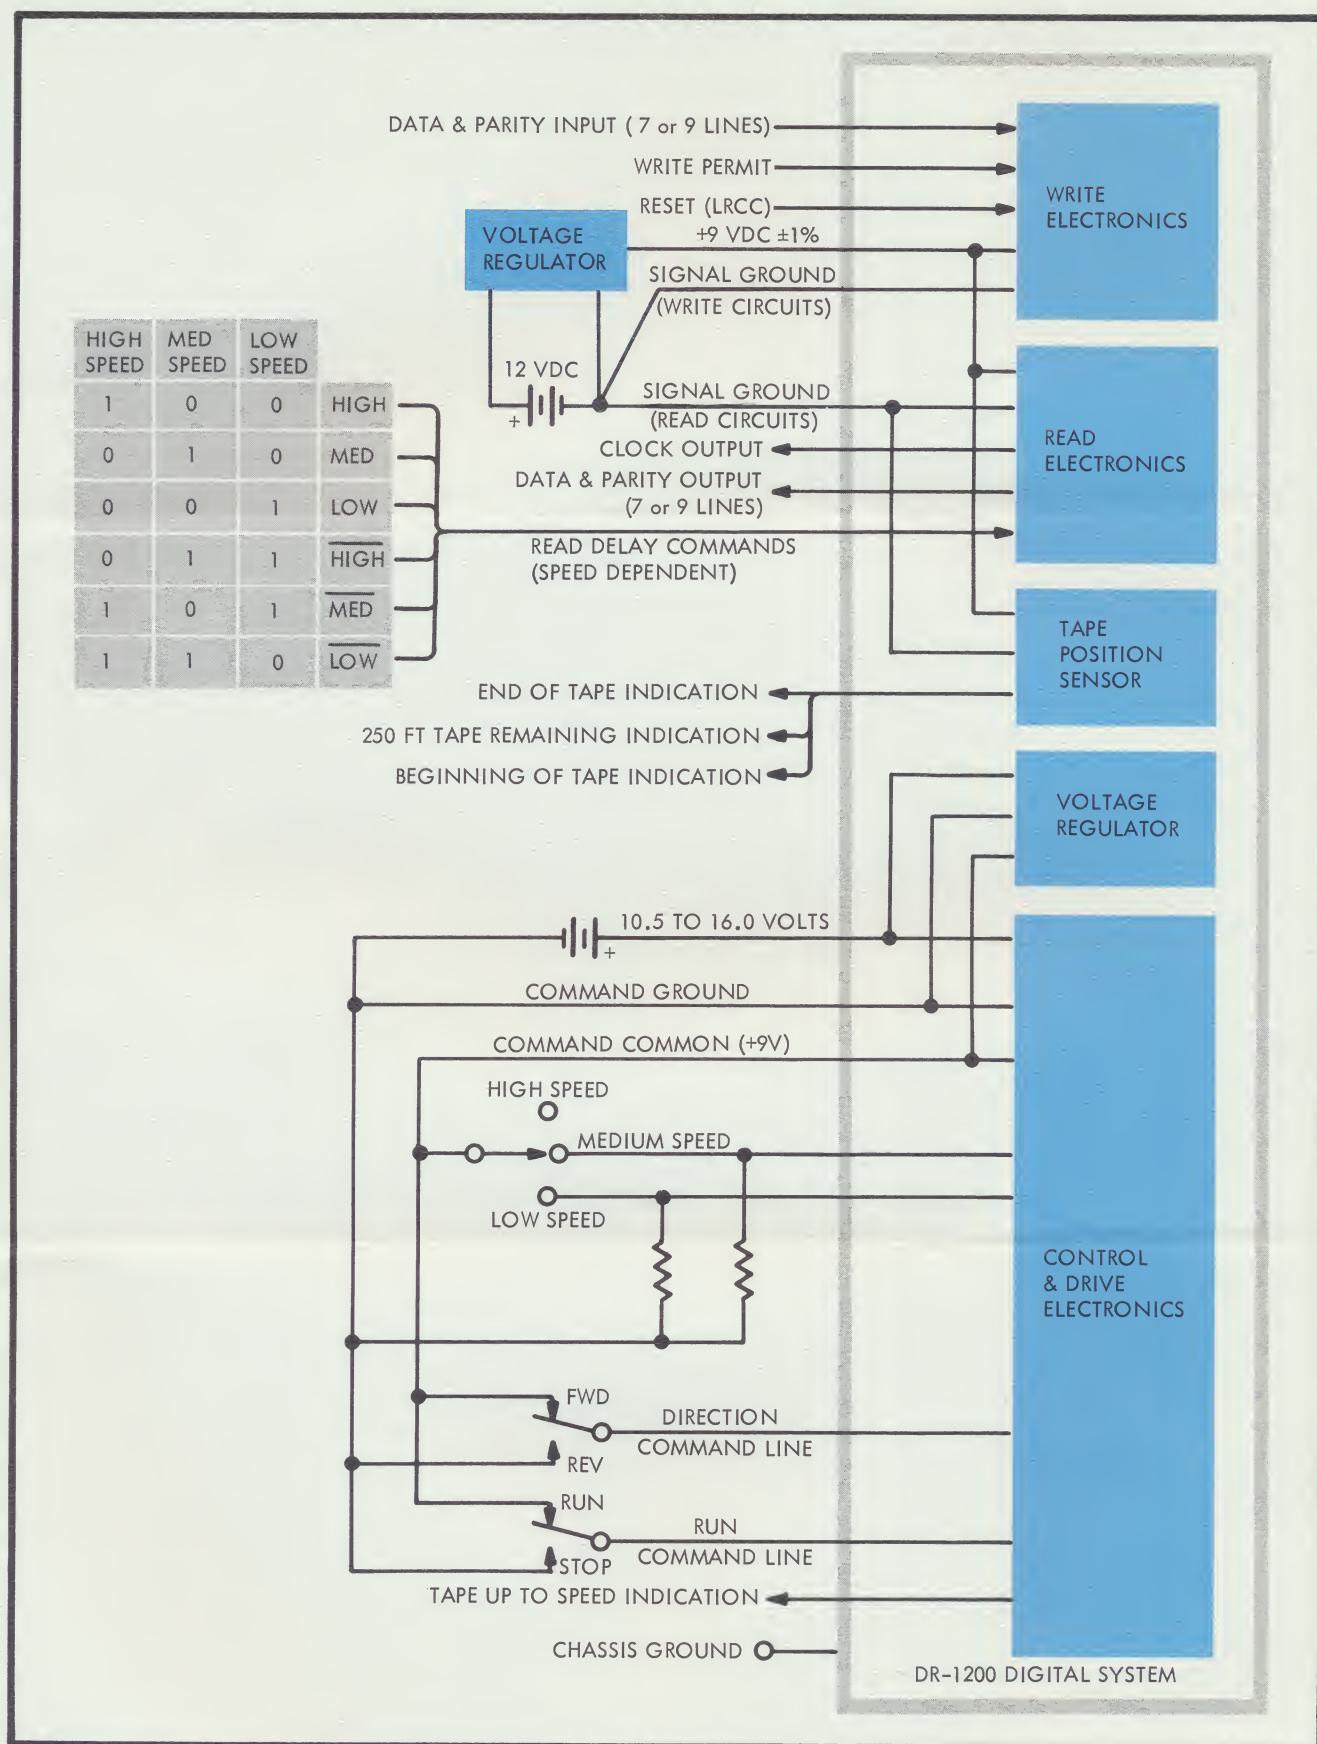 DATA & PARITY INPUT ( 7 or 9 LINES)
WRITE PERMIT
RESET (LRCC)
+9 VDC ±1%
WRITE
ELECTRONICS
VOLTAGE
REGULATOR
SIGNAL GROUND
(WRITE CIRCUITS)
12 VDC
+
SIGNAL GROUND
(READ CIRCUITS)
CLOCK OUTPUT
DATA & PARITY OUTPUT
(7 or 9 LINES)
READ DELAY COMMANDS
(SPEED DEPENDENT)
READ
ELECTRONICS
HIGH SPEED MED SPEED LOW SPEED
1 0 0 HIGH
0 1 0 MED
0 0 1 LOW
0 1 1 H̅I̅G̅H̅
1 0 1 M̅E̅D̅
1 1 0 L̅O̅W̅
TAPE
POSITION
SENSOR
END OF TAPE INDICATION
250 FT TAPE REMAINING INDICATION
BEGINNING OF TAPE INDICATION
VOLTAGE
REGULATOR
10.5 TO 16.0 VOLTS
+
COMMAND GROUND
COMMAND COMMON (+9V)
HIGH SPEED
MEDIUM SPEED
LOW SPEED
CONTROL
& DRIVE
ELECTRONICS
FWD
DIRECTION
COMMAND LINE
REV
RUN
RUN
COMMAND LINE
STOP
TAPE UP TO SPEED INDICATION
CHASSIS GROUND
DR-1200 DIGITAL SYSTEM